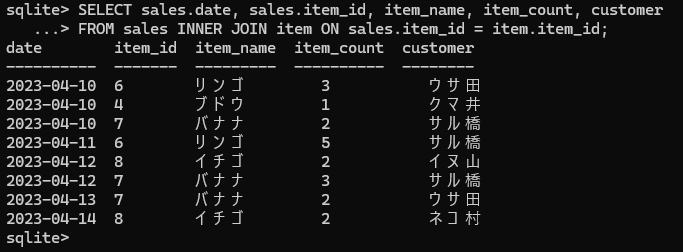 sqlite> SELECT sales.date, sales.item_id, item_name, item_count, customer
   ...> FROM sales INNER JOIN item ON sales.item_id = item.item_id;
date        item_id  item_name  item_count  customer
----------  -------  ---------  ----------  --------
2023-04-10  6        リンゴ        3           ウサ田
2023-04-10  4        ブドウ        1           クマ井
2023-04-10  7        バナナ        2           サル橋
2023-04-11  6        リンゴ        5           サル橋
2023-04-12  8        イチゴ        2           イヌ山
2023-04-12  7        バナナ        3           サル橋
2023-04-13  7        バナナ        2           ウサ田
2023-04-14  8        イチゴ        2           ネコ村
sqlite>